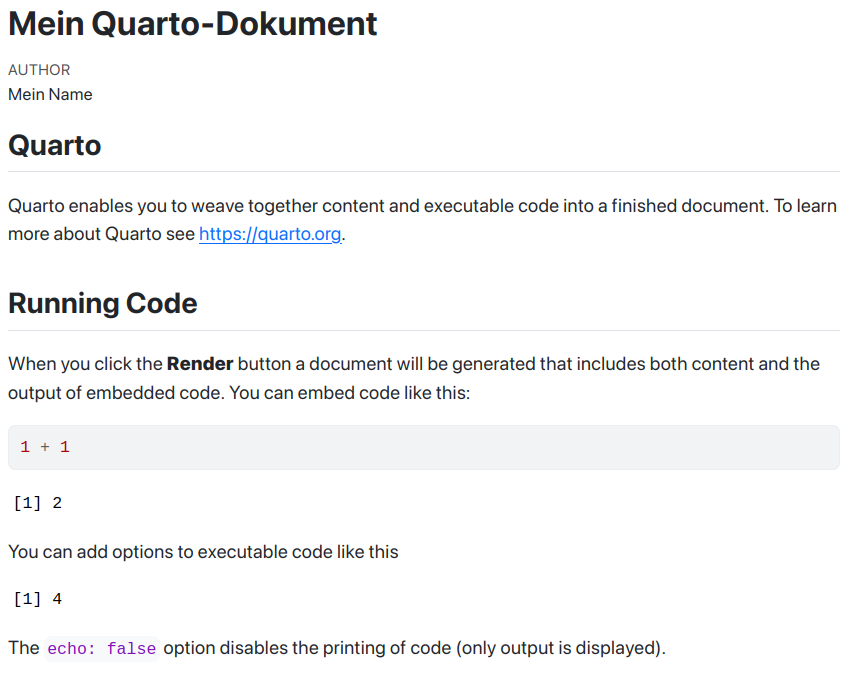 Mein Quarto-Dokument
AUTHOR
Mein Name
Quarto
Quarto enables you to weave together content and executable code into a finished document. To learn
more about Quarto see https://quarto.org.
Running Code
When you click the Render button a document will be generated that includes both content and the
output of embedded code. You can embed code like this:
1 + 1
[1] 2
You can add options to executable code like this
[1] 4
The echo: false option disables the printing of code (only output is displayed).